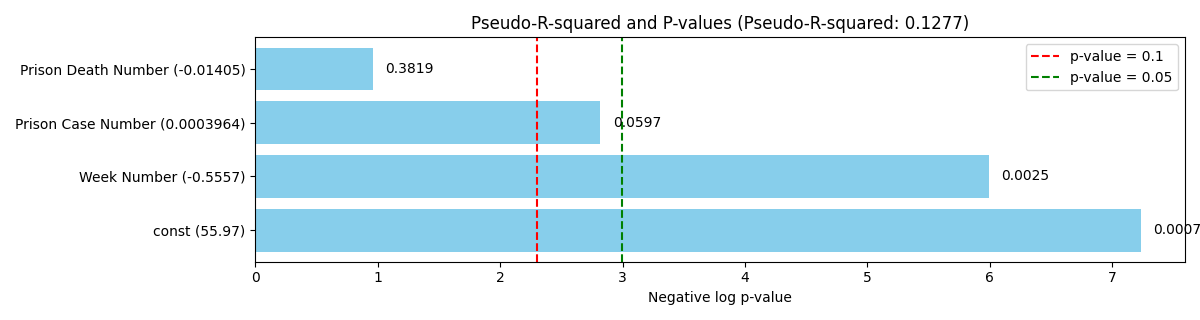 Pseudo-R-squared and P-values (Pseudo-R-squared: 0.1277)
p-value = 0.1
p-value = 0.05
Prison Death Number (-0.01405)
0.3819
Prison Case Number (0.0003964)
0.0597
Week Number (-0.5557)
0.0025
const (55.97)
0.0007
0 1 2 3 4 5 6 7
Negative log p-value